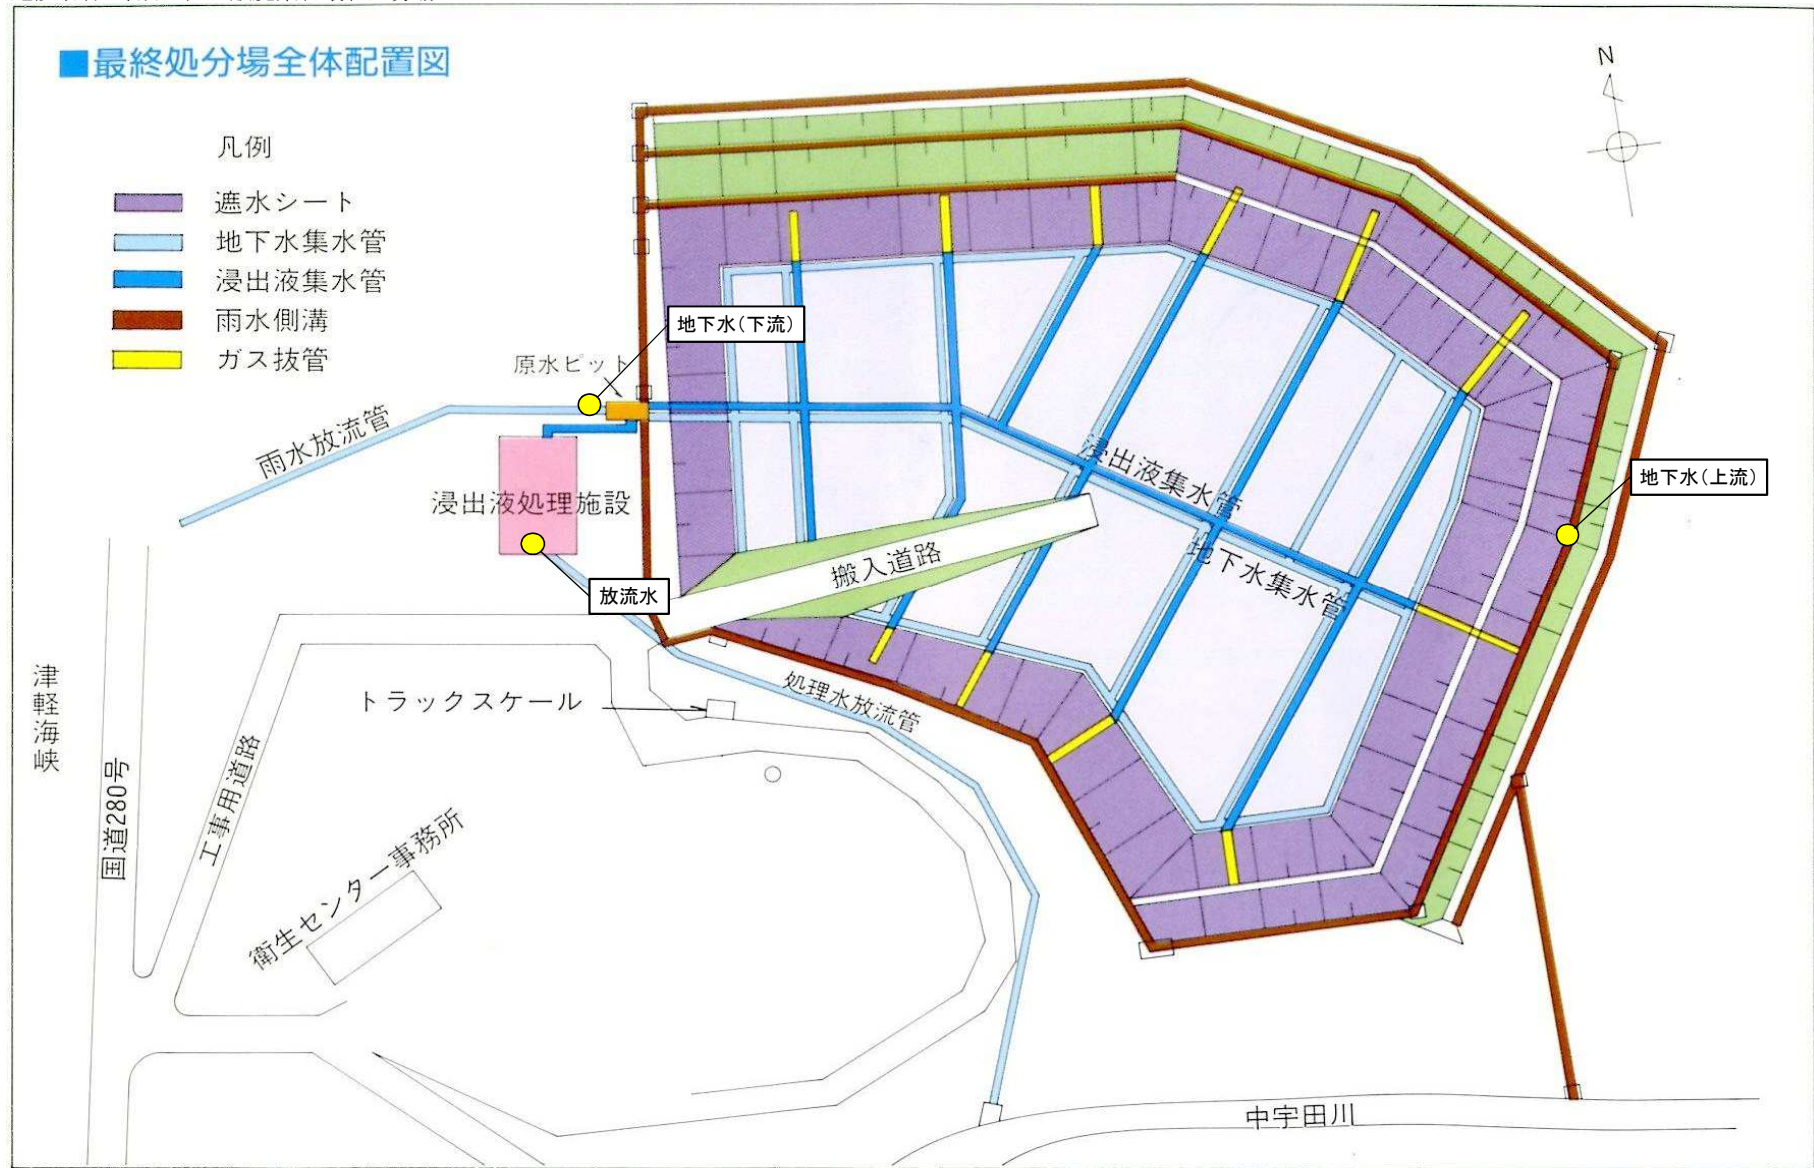 ■最終処分場全体配置図
N
凡例
遮水シート
地下水集水管
浸出液集水管
雨水側溝
ガス抜管
地下水(下流)
原水ピット
雨水放流管
浸出液処理施設
放流水
浸出液集水管
地下水集水管
地下水(上流)
搬入道路
処理水放流管
トラックスケール
津軽海峡
国道280号
工事用道路
衛生センター事務所
中宇田川